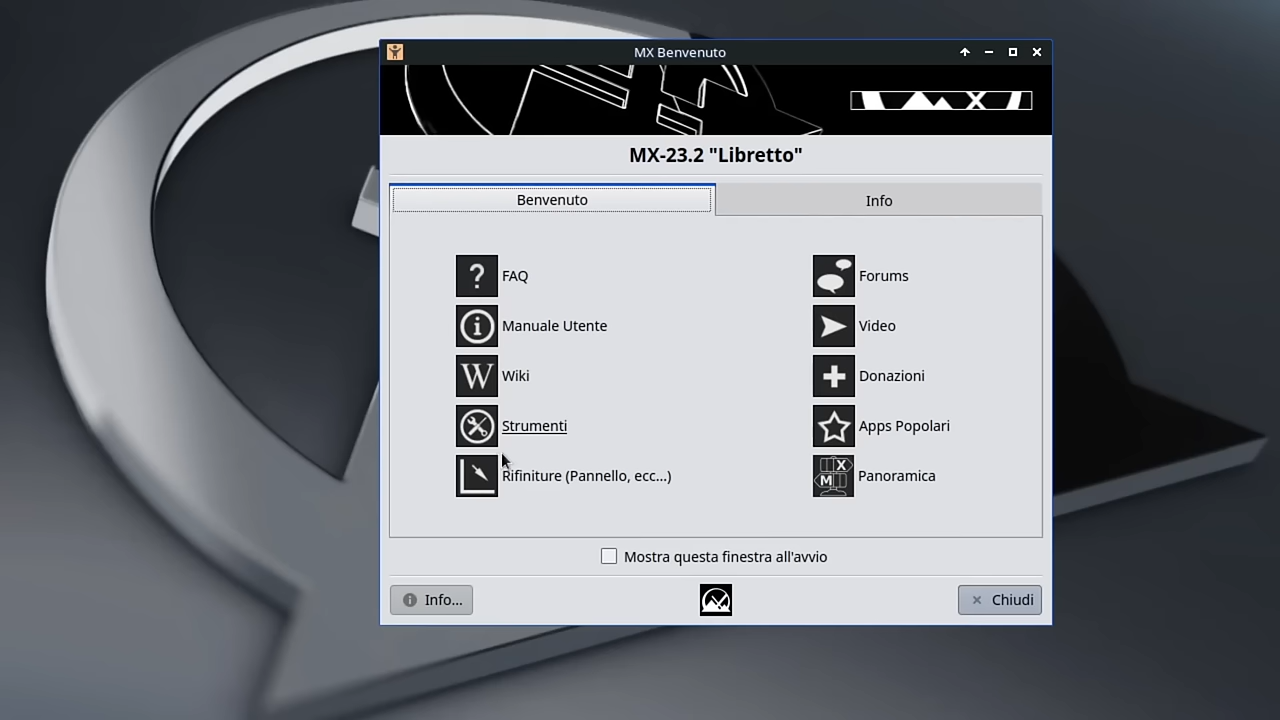 MX Benvenuto
MX-23.2 "Libretto"
Benvenuto
Info
FAQ
Forums
Manuale Utente
Video
Wiki
Donazioni
Strumenti
Apps Popolari
Rifiniture (Pannello, ecc...)
Panoramica
Mostra questa finestra all'avvio
Info...
Chiudi